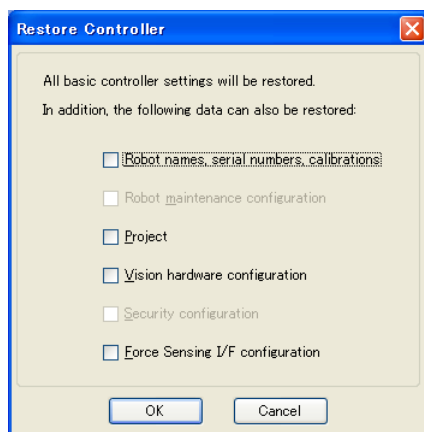 Restore Controller
All basic controller settings will be restored.
In addition, the following data can also be restored:
Robot names, serial numbers, calibrations
Robot maintenance configuration
Project
Vision hardware configuration
Security configuration
Force Sensing I/F configuration
OK
Cancel